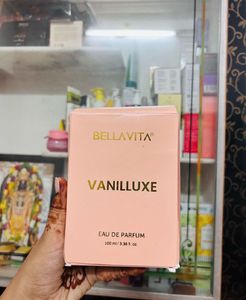 BELLAVITA®
VANILLUXE
EAU DE PARFUM
100 ml / 3.38 fl. oz.